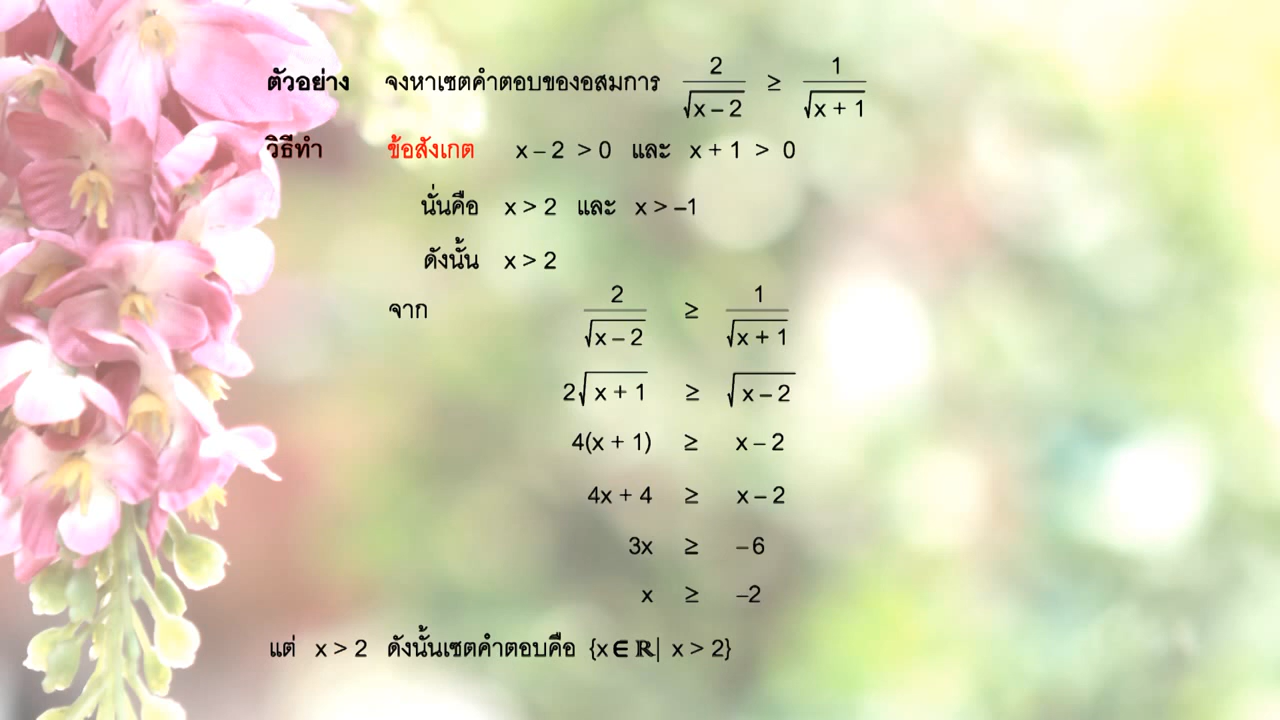 ตัวอย่าง จงหาเซตคำตอบของอสมการ 2/√(x – 2) ≥ 1/√(x + 1)
วิธีทำ ข้อสังเกต x – 2 > 0 และ x + 1 > 0
นั่นคือ x > 2 และ x > –1
ดังนั้น x > 2
จาก 2/√(x – 2) ≥ 1/√(x + 1)
2√(x + 1) ≥ √(x – 2)
4(x + 1) ≥ x – 2
4x + 4 ≥ x – 2
3x ≥ –6
x ≥ –2
แต่ x > 2 ดังนั้นเซตคำตอบคือ {x ∈ ℝ| x > 2}